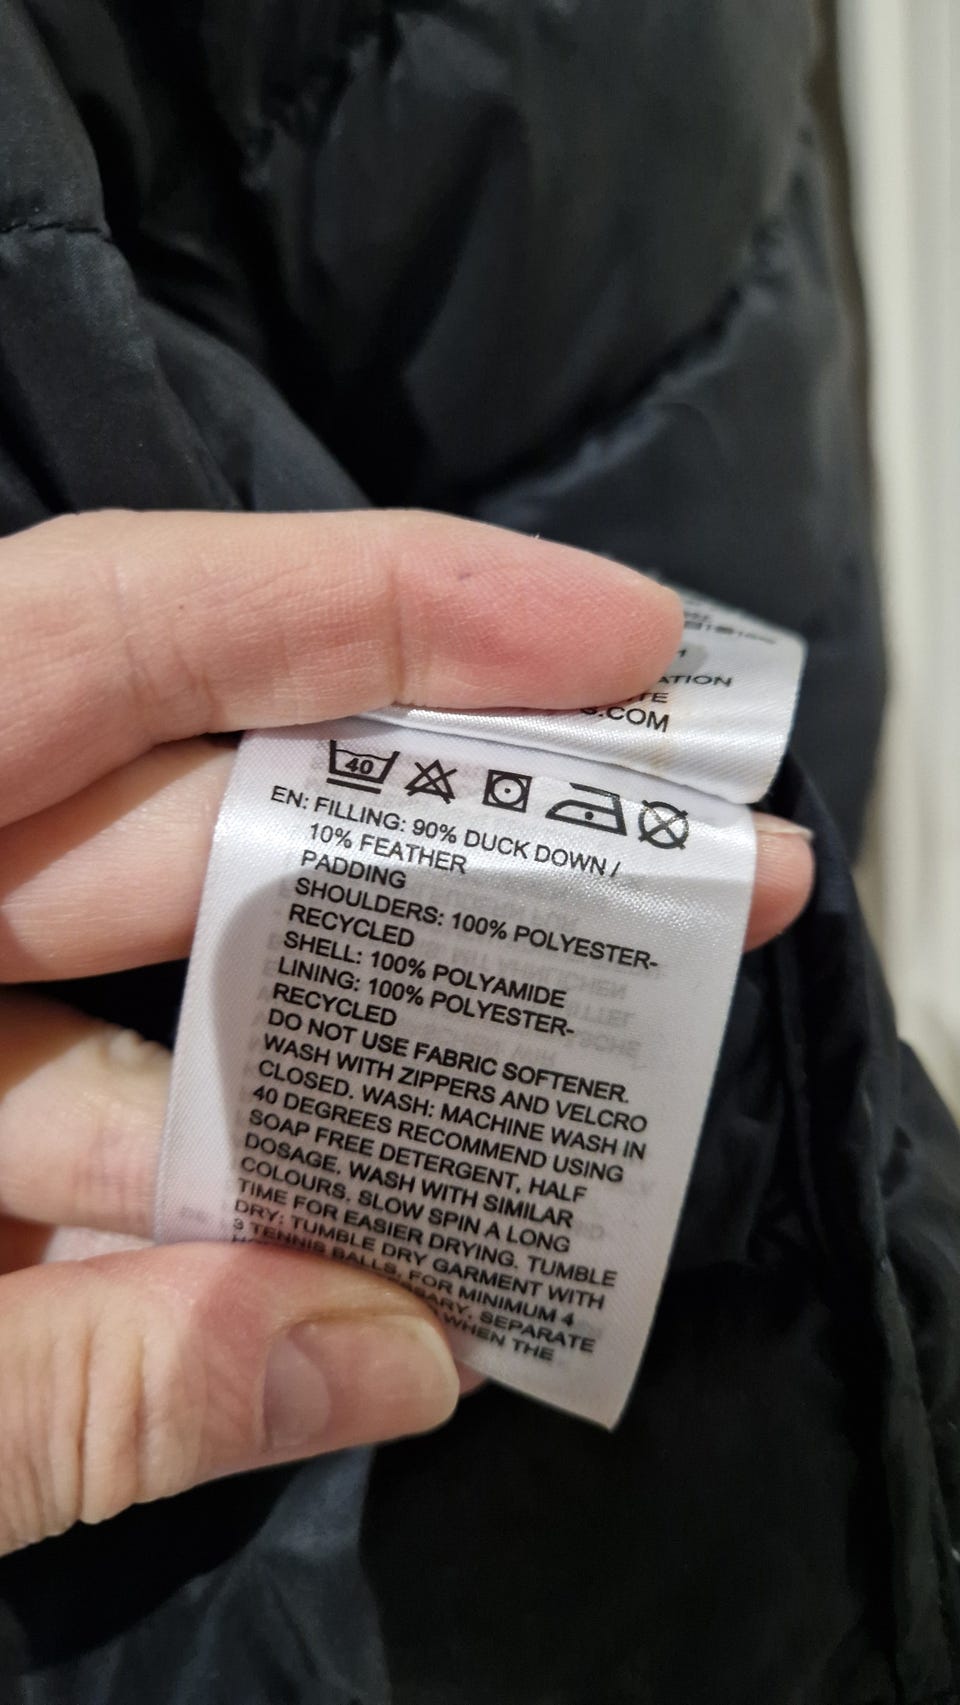 ATION
.COM
40
EN: FILLING: 90% DUCK DOWN /
10% FEATHER
PADDING
SHOULDERS: 100% POLYESTER-
RECYCLED
SHELL: 100% POLYAMIDE
LINING: 100% POLYESTER-
RECYCLED
DO NOT USE FABRIC SOFTENER.
WASH WITH ZIPPERS AND VELCRO
CLOSED. WASH: MACHINE WASH IN
40 DEGREES RECOMMEND USING
SOAP FREE DETERGENT, HALF
DOSAGE. WASH WITH SIMILAR
COLOURS. SLOW SPIN A LONG
TIME FOR EASIER DRYING. TUMBLE
DRY: TUMBLE DRY GARMENT WITH
3 TENNIS BALLS. FOR MINIMUM 4
SEPARATE
WHEN THE